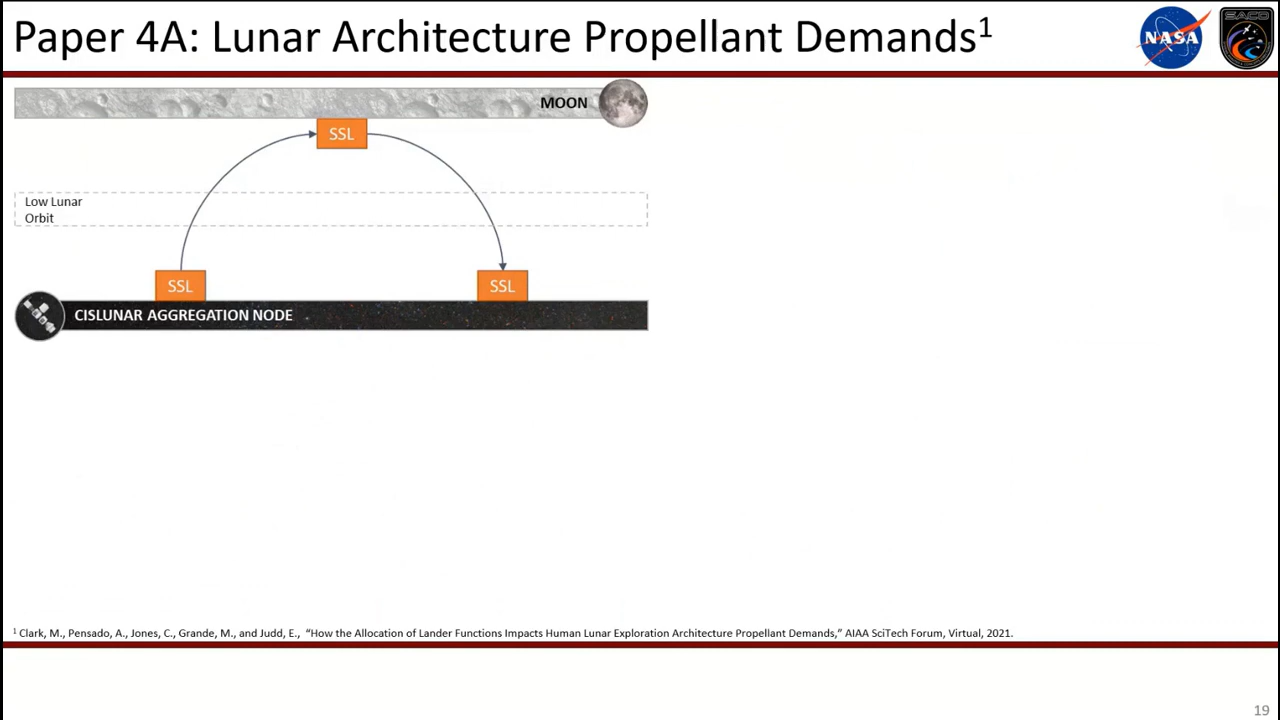 Paper 4A: Lunar Architecture Propellant Demands¹
NASA
SACO
MOON
SSL
Low Lunar
Orbit
SSL
SSL
CISLUNAR AGGREGATION NODE
¹ Clark, M., Pensado, A., Jones, C., Grande, M., and Judd, E., “How the Allocation of Lander Functions Impacts Human Lunar Exploration Architecture Propellant Demands,” AIAA SciTech Forum, Virtual, 2021.
19